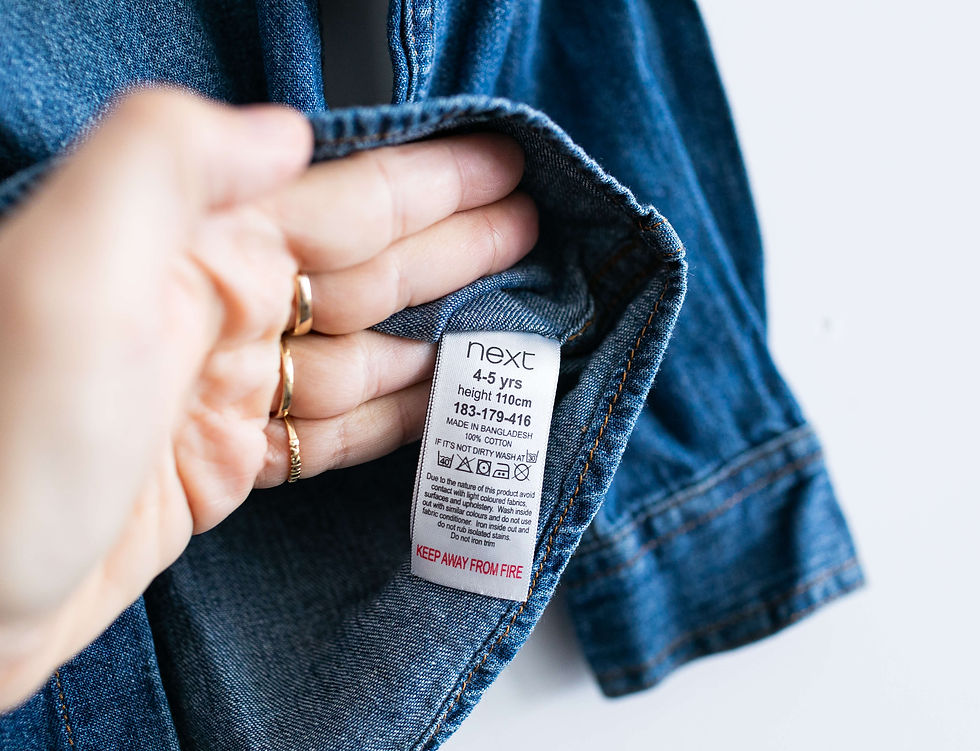 next
4-5 yrs
height 110cm
183-179-416
MADE IN BANGLADESH
100% COTTON
IF IT'S NOT DIRTY WASH AT 30
40
Due to the nature of this product avoid
contact with light coloured fabrics,
surfaces and upholstery. Wash inside
out with similar colours and do not use
fabric conditioner. Iron inside out and
do not rub isolated stains.
Do not iron trim
KEEP AWAY FROM FIRE